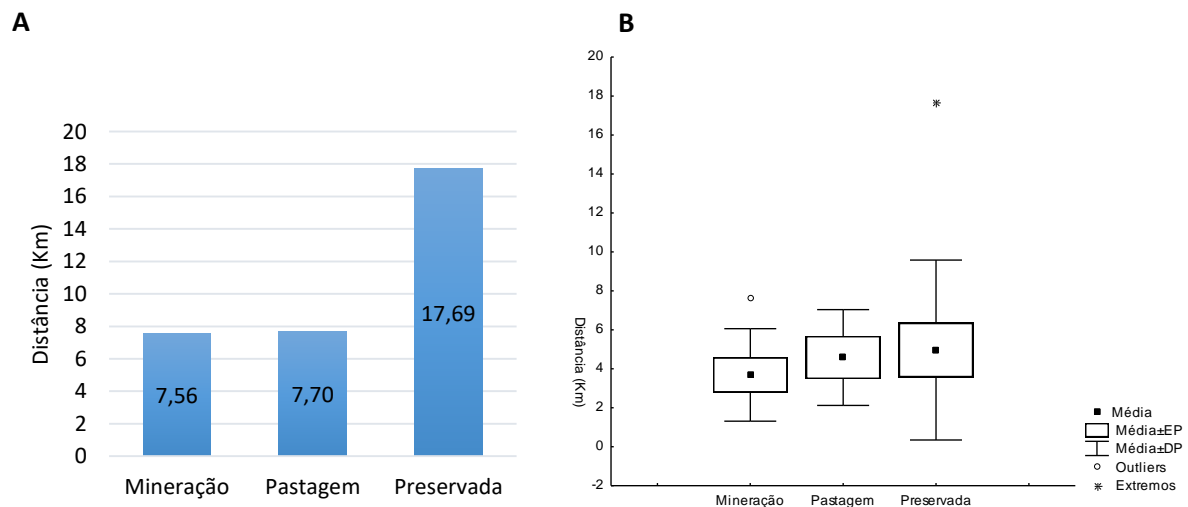 A
Distância (Km)
20
18
16
14
12
10
8
6
4
2
0
7,56
7,70
17,69
Mineração Pastagem Preservada
B
Distância (Km)
20
18
16
14
12
10
8
6
4
2
0
-2
Mineração Pastagem Preservada
Média
Média±EP
Média±DP
Outliers
Extremos